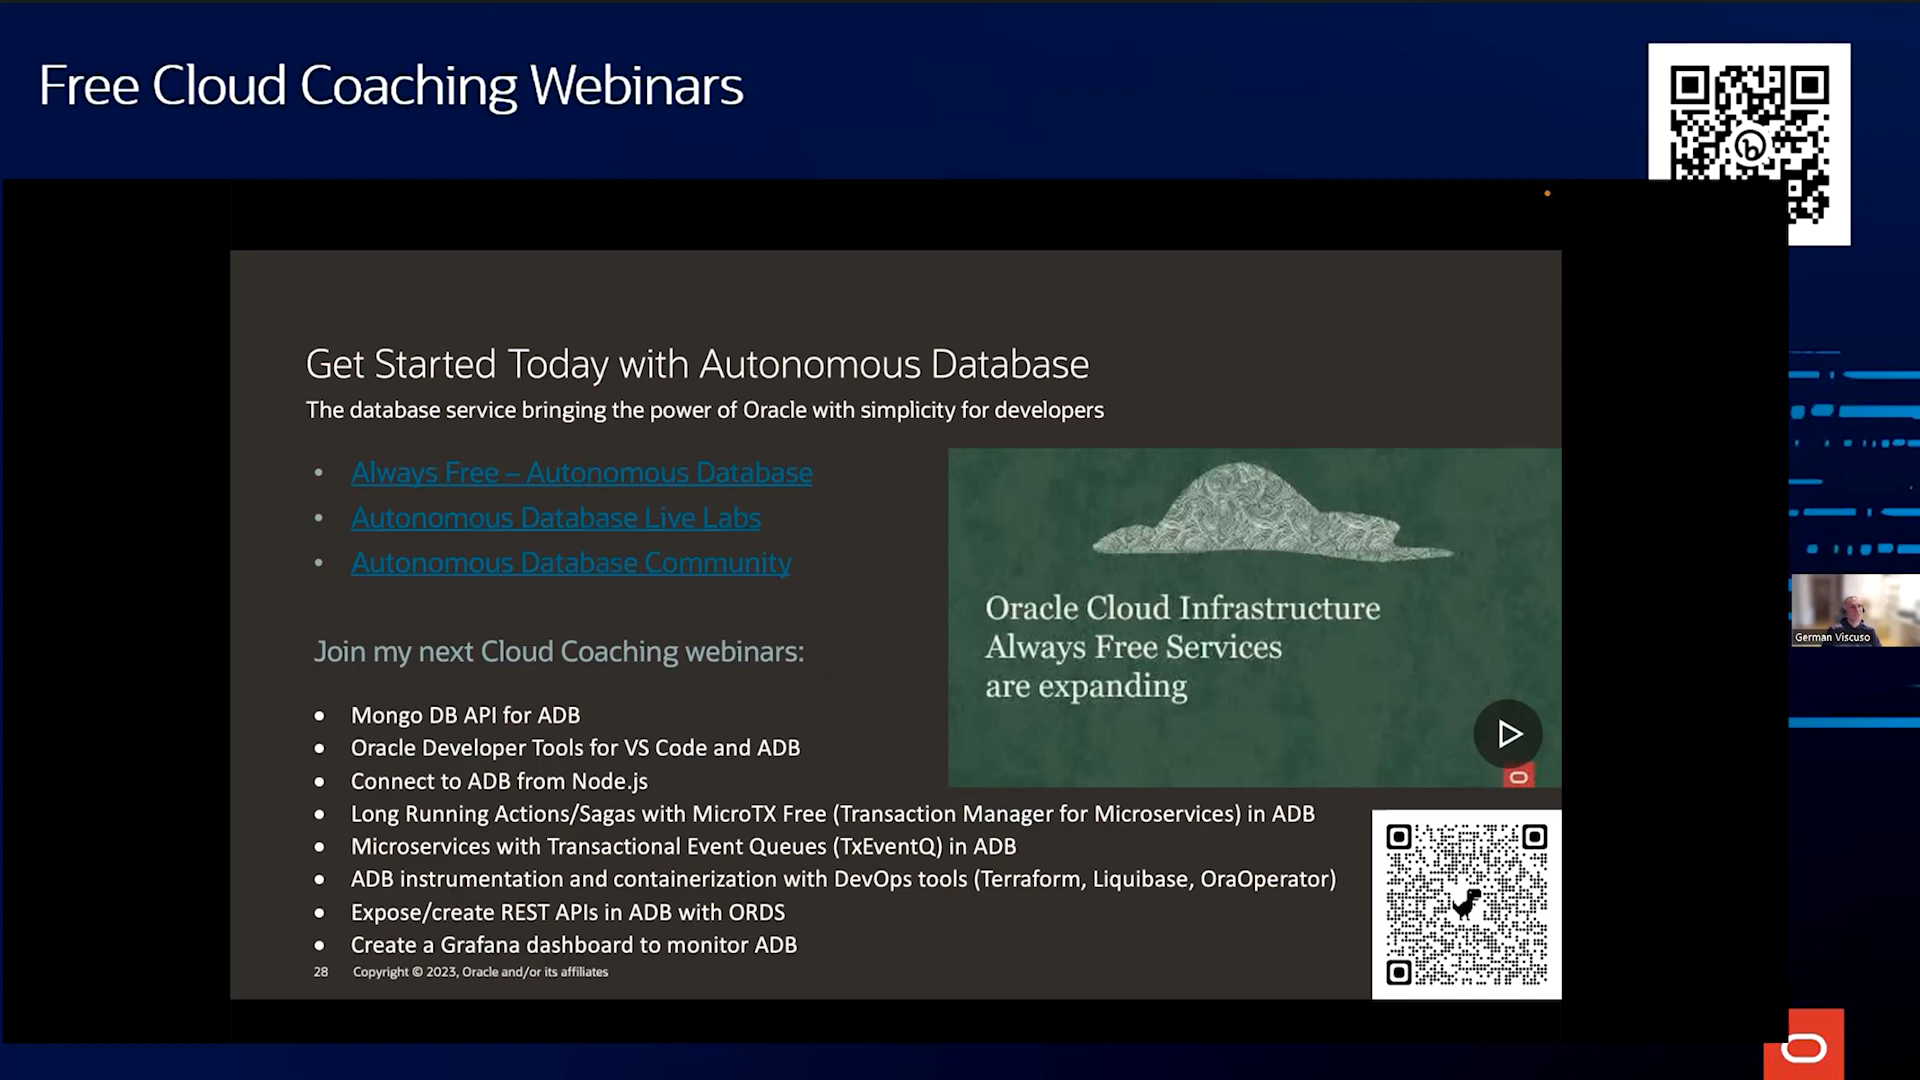 Free Cloud Coaching Webinars
Get Started Today with Autonomous Database
The database service bringing the power of Oracle with simplicity for developers
• Always Free – Autonomous Database
• Autonomous Database Live Labs
• Autonomous Database Community
Oracle Cloud Infrastructure
Always Free Services
are expanding
Join my next Cloud Coaching webinars:
• Mongo DB API for ADB
• Oracle Developer Tools for VS Code and ADB
• Connect to ADB from Node.js
• Long Running Actions/Sagas with MicroTX Free (Transaction Manager for Microservices) in ADB
• Microservices with Transactional Event Queues (TxEventQ) in ADB
• ADB instrumentation and containerization with DevOps tools (Terraform, Liquibase, OraOperator)
• Expose/create REST APIs in ADB with ORDS
• Create a Grafana dashboard to monitor ADB
28 Copyright © 2023, Oracle and/or its affiliates
German Viscuso